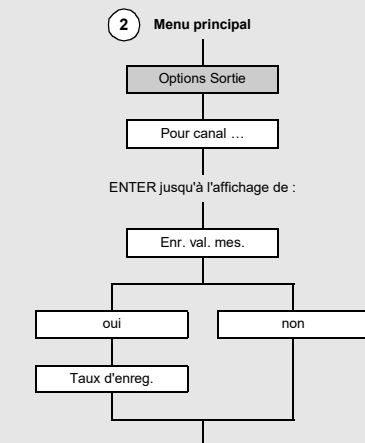 2 Menu principal
Options Sortie
Pour canal …
ENTER jusqu'à l'affichage de :
Enr. val. mes.
oui non
Taux d'enreg.